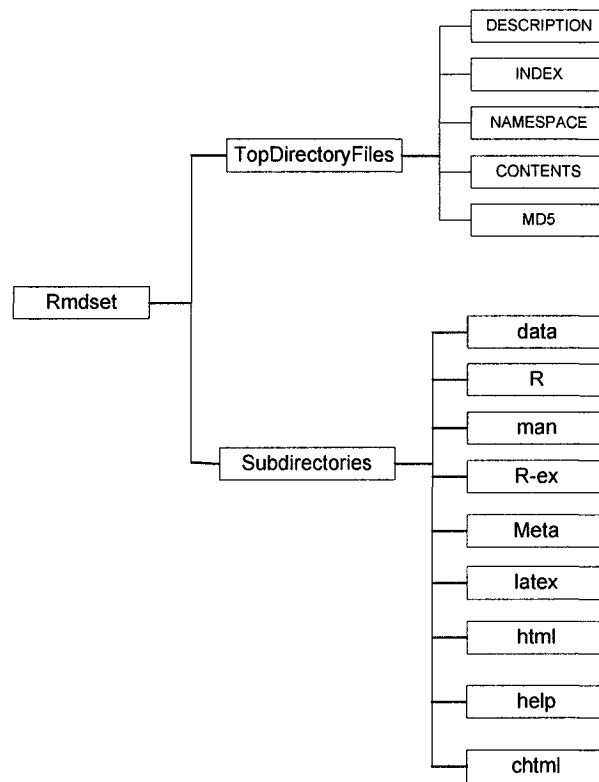 DESCRIPTION
INDEX
NAMESPACE
CONTENTS
MD5
TopDirectoryFiles
Rmdset
Subdirectories
data
R
man
R-ex
Meta
latex
html
help
chtml